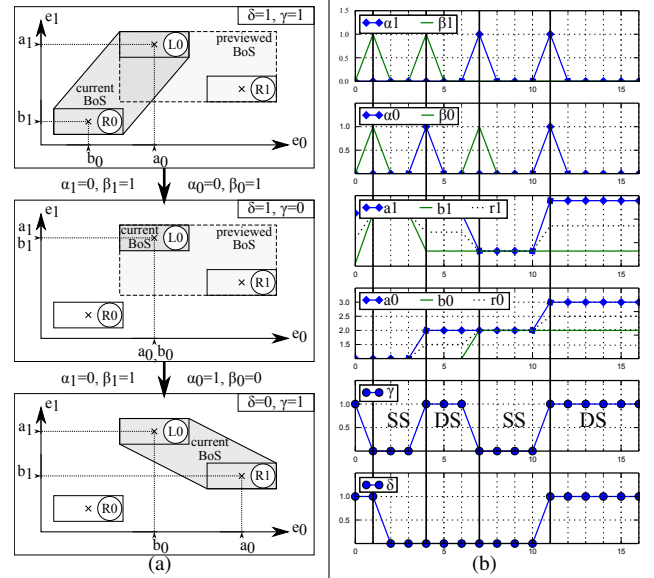 e1
δ=1, γ=1
a1
L0
previewed
BoS
current
BoS
R1
b1
R0
b0
a0
e0
α1=0, β1=1
α0=0, β0=1
e1
δ=1, γ=0
a1
b1
current
BoS
L0
previewed
BoS
R1
R0
a0,b0
e0
α1=0, β1=1
α0=1, β0=0
e1
δ=0, γ=1
a1
L0
current
BoS
b1
R1
R0
b0
a0
e0
(a)
α1 β1
1.5
1.0
0.5
0.0
0 5 10 15
α0 β0
1.0
0.5
0 5 10 15
a1 b1 r1
0 5 10 15
a0 b0 r0
3.0
2.5
2.0
1.5
0 5 10 15
γ
1.0
0.5
SS DS SS DS
0 5 10 15
δ
1.0
0.5
0 5 10 15
(b)